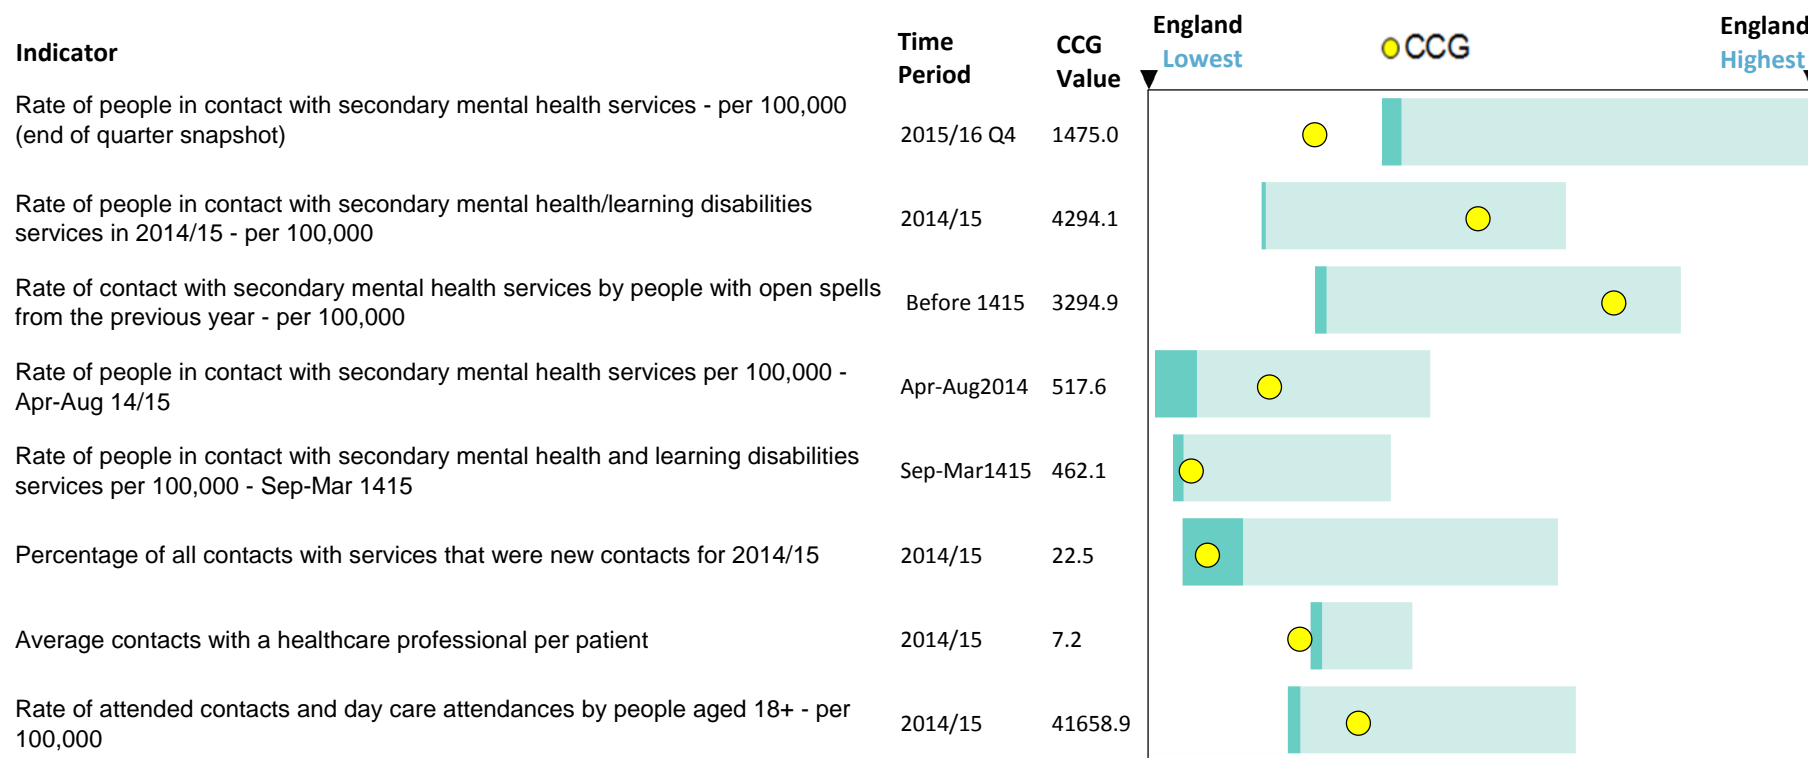 England England
Lowest CCG Highest
Indicator Time Period CCG Value
Rate of people in contact with secondary mental health services - per 100,000
(end of quarter snapshot) 2015/16 Q4 1475.0
Rate of people in contact with secondary mental health/learning disabilities
services in 2014/15 - per 100,000 2014/15 4294.1
Rate of contact with secondary mental health services by people with open spells
from the previous year - per 100,000 Before 1415 3294.9
Rate of people in contact with secondary mental health services per 100,000 -
Apr-Aug 14/15 Apr-Aug2014 517.6
Rate of people in contact with secondary mental health and learning disabilities
services per 100,000 - Sep-Mar 1415 Sep-Mar1415 462.1
Percentage of all contacts with services that were new contacts for 2014/15 2014/15 22.5
Average contacts with a healthcare professional per patient 2014/15 7.2
Rate of attended contacts and day care attendances by people aged 18+ - per
100,000 2014/15 41658.9